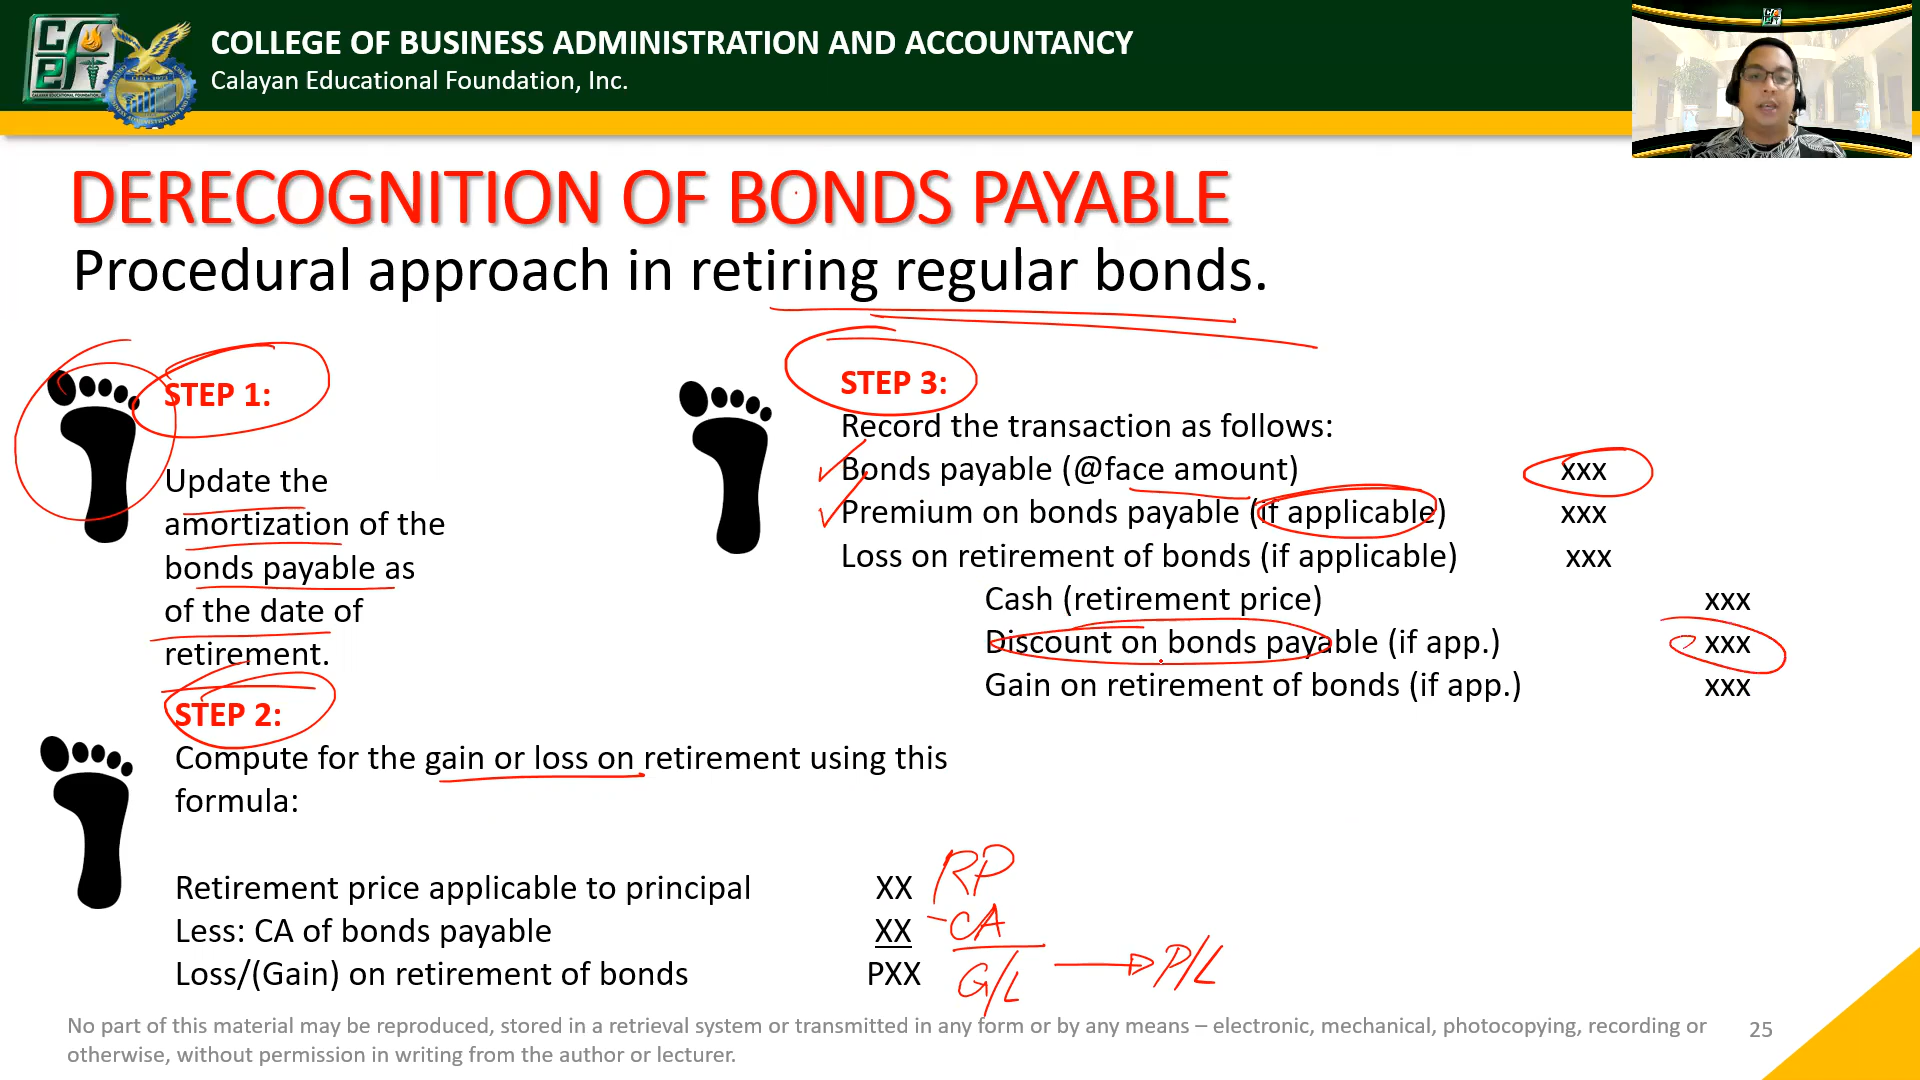 COLLEGE OF BUSINESS ADMINISTRATION AND ACCOUNTANCY
Calayan Educational Foundation, Inc.
DERECOGNITION OF BONDS PAYABLE
Procedural approach in retiring regular bonds.
STEP 1:
Update the
amortization of the
bonds payable as
of the date of
retirement.
STEP 2:
Compute for the gain or loss on retirement using this
formula:
Retirement price applicable to principal XX RP
Less: CA of bonds payable XX -CA
Loss/(Gain) on retirement of bonds PXX G/L → P/L
STEP 3:
Record the transaction as follows:
Bonds payable (@face amount) xxx
Premium on bonds payable (if applicable) xxx
Loss on retirement of bonds (if applicable) xxx
Cash (retirement price) xxx
Discount on bonds payable (if app.) xxx
Gain on retirement of bonds (if app.) xxx
No part of this material may be reproduced, stored in a retrieval system or transmitted in any form or by any means – electronic, mechanical, photocopying, recording or
otherwise, without permission in writing from the author or lecturer.
25